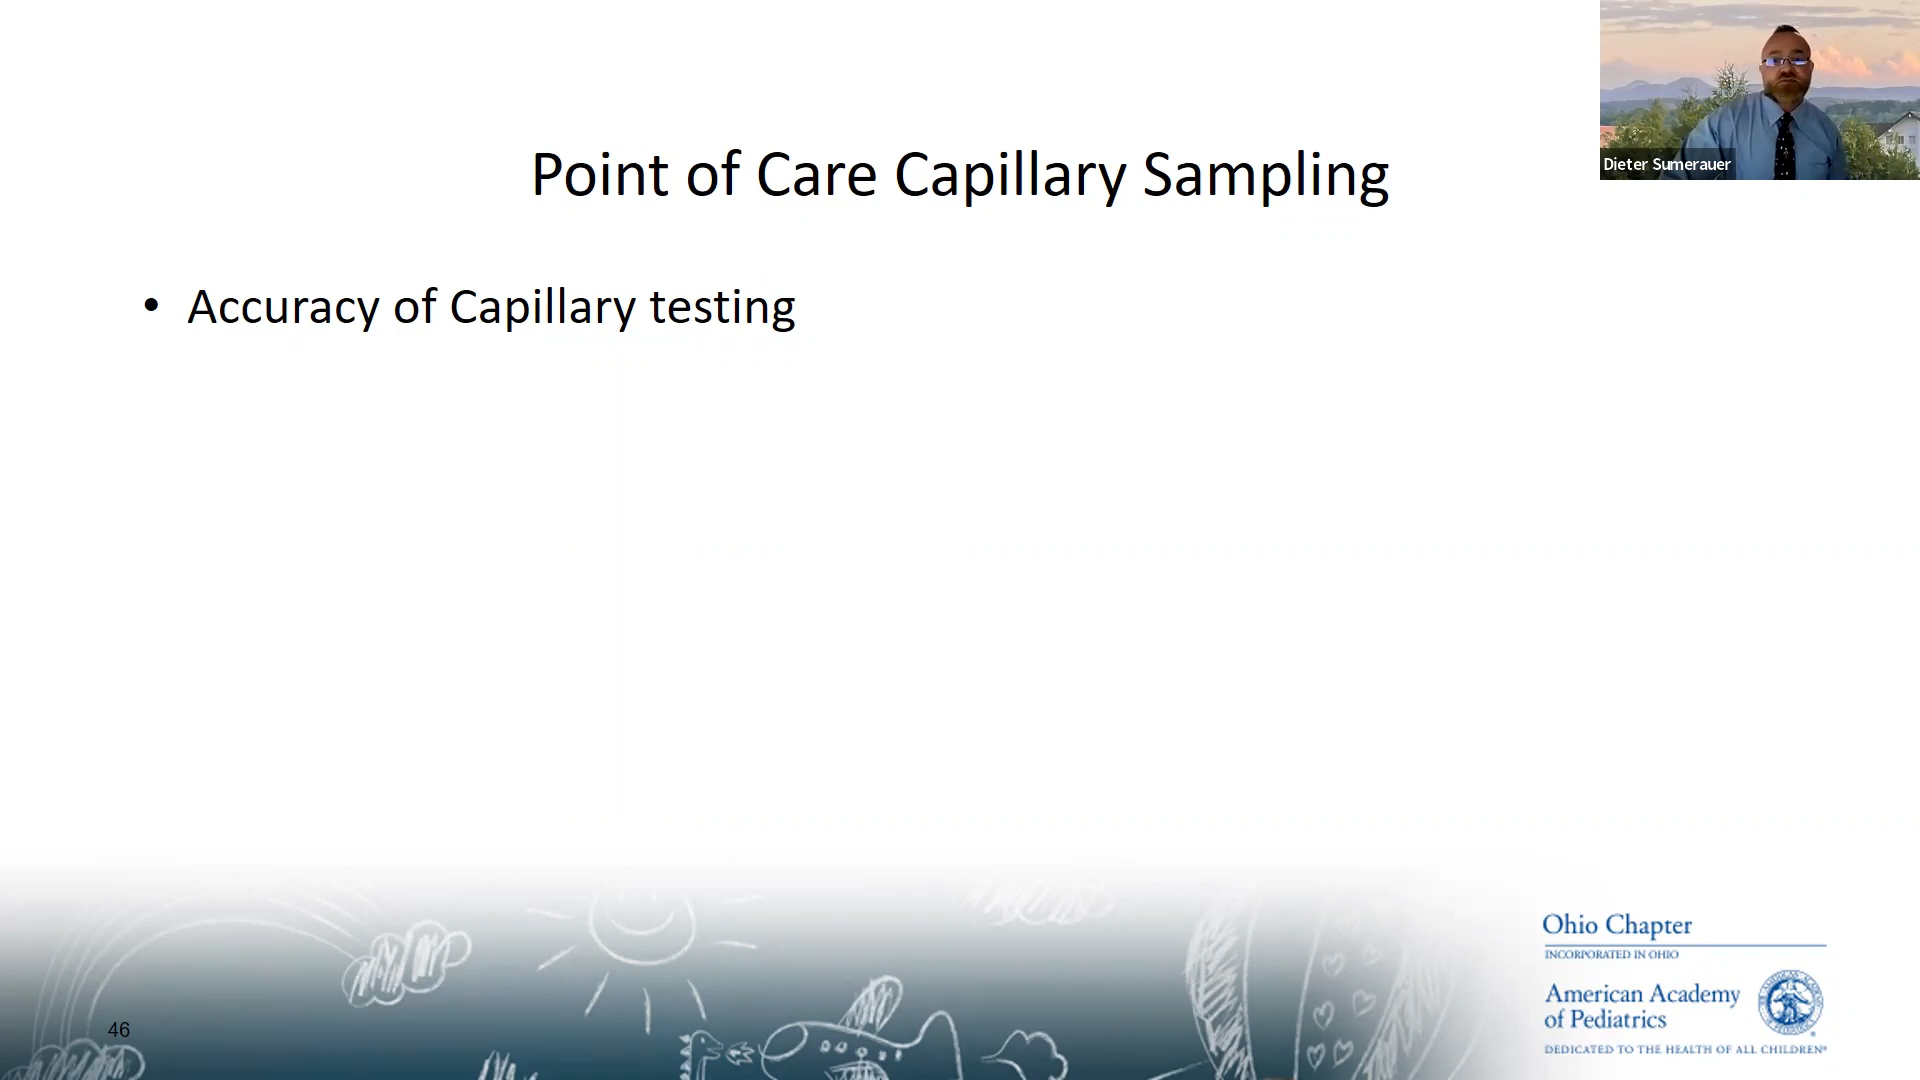 Dieter Sumerauer
Point of Care Capillary Sampling
• Accuracy of Capillary testing
Ohio Chapter
INCORPORATED IN OHIO
American Academy
of Pediatrics
DEDICATED TO THE HEALTH OF ALL CHILDREN®
46